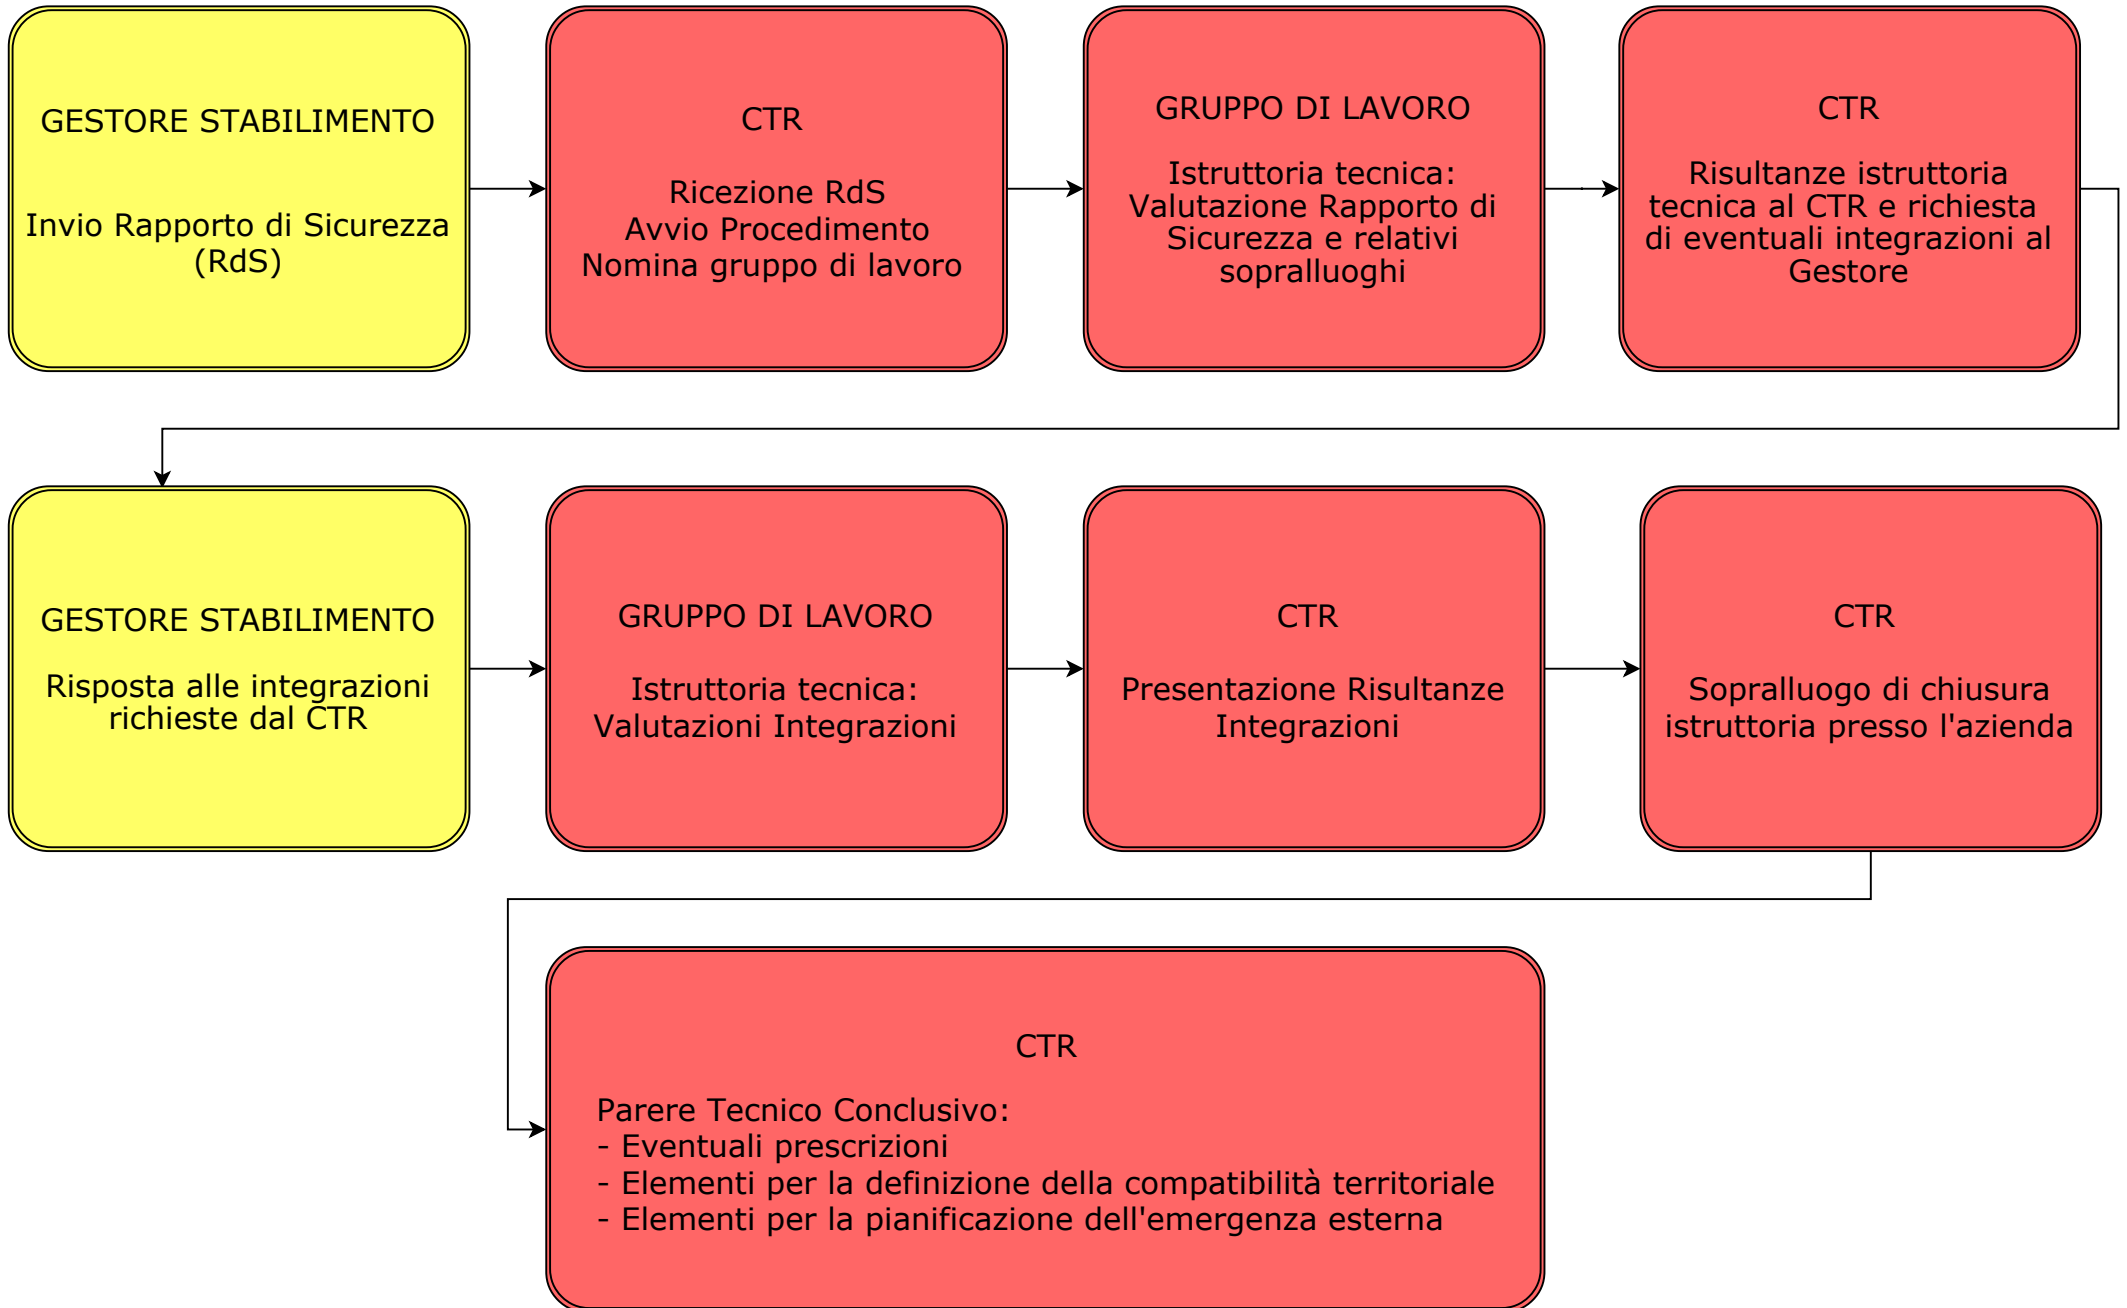 GESTORE STABILIMENTO
Invio Rapporto di Sicurezza
(RdS)
CTR
Ricezione RdS
Avvio Procedimento
Nomina gruppo di lavoro
GRUPPO DI LAVORO
Istruttoria tecnica:
Valutazione Rapporto di
Sicurezza e relativi
sopralluoghi
CTR
Risultanze istruttoria
tecnica al CTR e richiesta
di eventuali integrazioni al
Gestore
GESTORE STABILIMENTO
Risposta alle integrazioni
richieste dal CTR
GRUPPO DI LAVORO
Istruttoria tecnica:
Valutazioni Integrazioni
CTR
Presentazione Risultanze
Integrazioni
CTR
Sopralluogo di chiusura
istruttoria presso l'azienda
CTR
Parere Tecnico Conclusivo:
- Eventuali prescrizioni
- Elementi per la definizione della compatibilità territoriale
- Elementi per la pianificazione dell'emergenza esterna